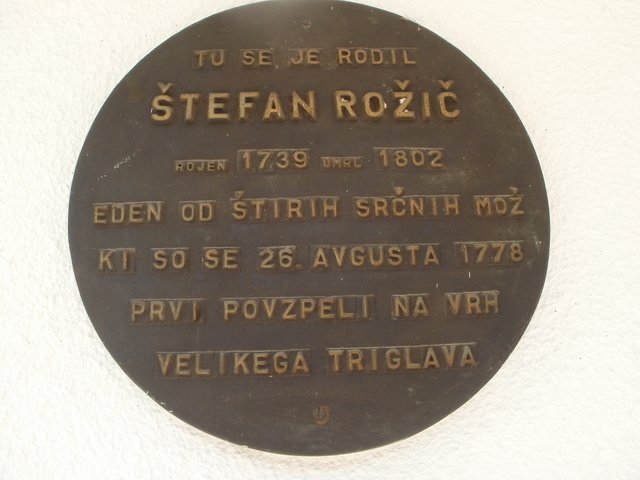 TU SE JE RODIL
ŠTEFAN ROŽIČ
ROJEN 1739 UMRL 1802
EDEN OD ŠTIRIH SRČNIH MOŽ
KI SO SE 26. AVGUSTA 1778
PRVI POVZPELI NA VRH
VELIKEGA TRIGLAVA